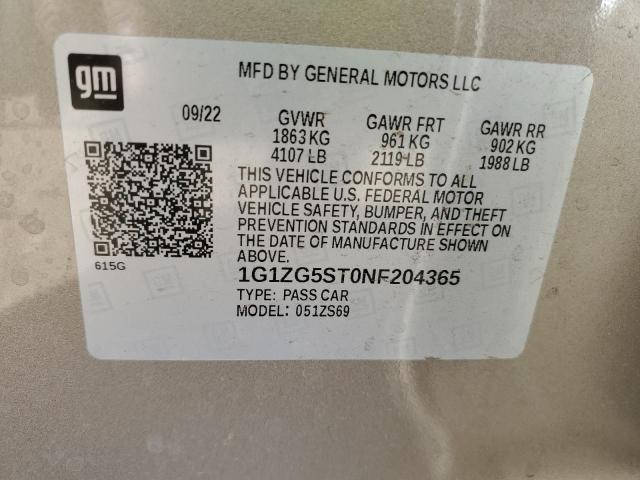 gm
MFD BY GENERAL MOTORS LLC
09/22 GVWR GAWR FRT GAWR RR
1863 KG 961 KG 902 KG
4107 LB 2119 LB 1988 LB
THIS VEHICLE CONFORMS TO ALL
APPLICABLE U.S. FEDERAL MOTOR
VEHICLE SAFETY, BUMPER, AND THEFT
PREVENTION STANDARDS IN EFFECT ON
THE DATE OF MANUFACTURE SHOWN
ABOVE.
615G
1G1ZG5ST0NF204365
TYPE: PASS CAR
MODEL: 051ZS69